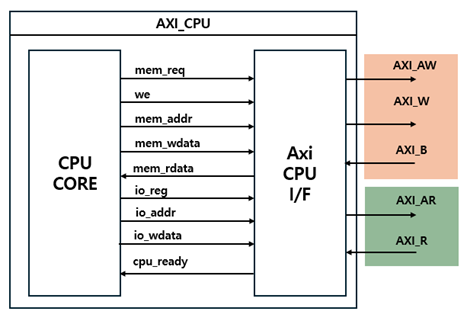 AXI_CPU
CPU
CORE
mem_req
we
mem_addr
mem_wdata
mem_rdata
io_reg
io_addr
io_wdata
cpu_ready
Axi
CPU
I/F
AXI_AW
AXI_W
AXI_B
AXI_AR
AXI_R